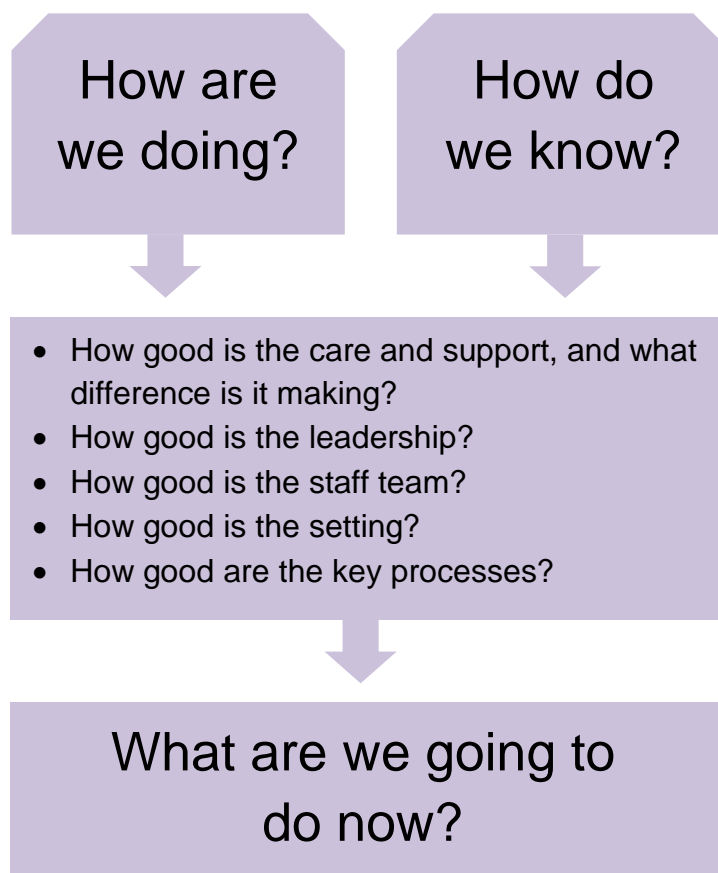 How are
we doing?
How do
we know?
• How good is the care and support, and what
difference is it making?
• How good is the leadership?
• How good is the staff team?
• How good is the setting?
• How good are the key processes?
What are we going to
do now?